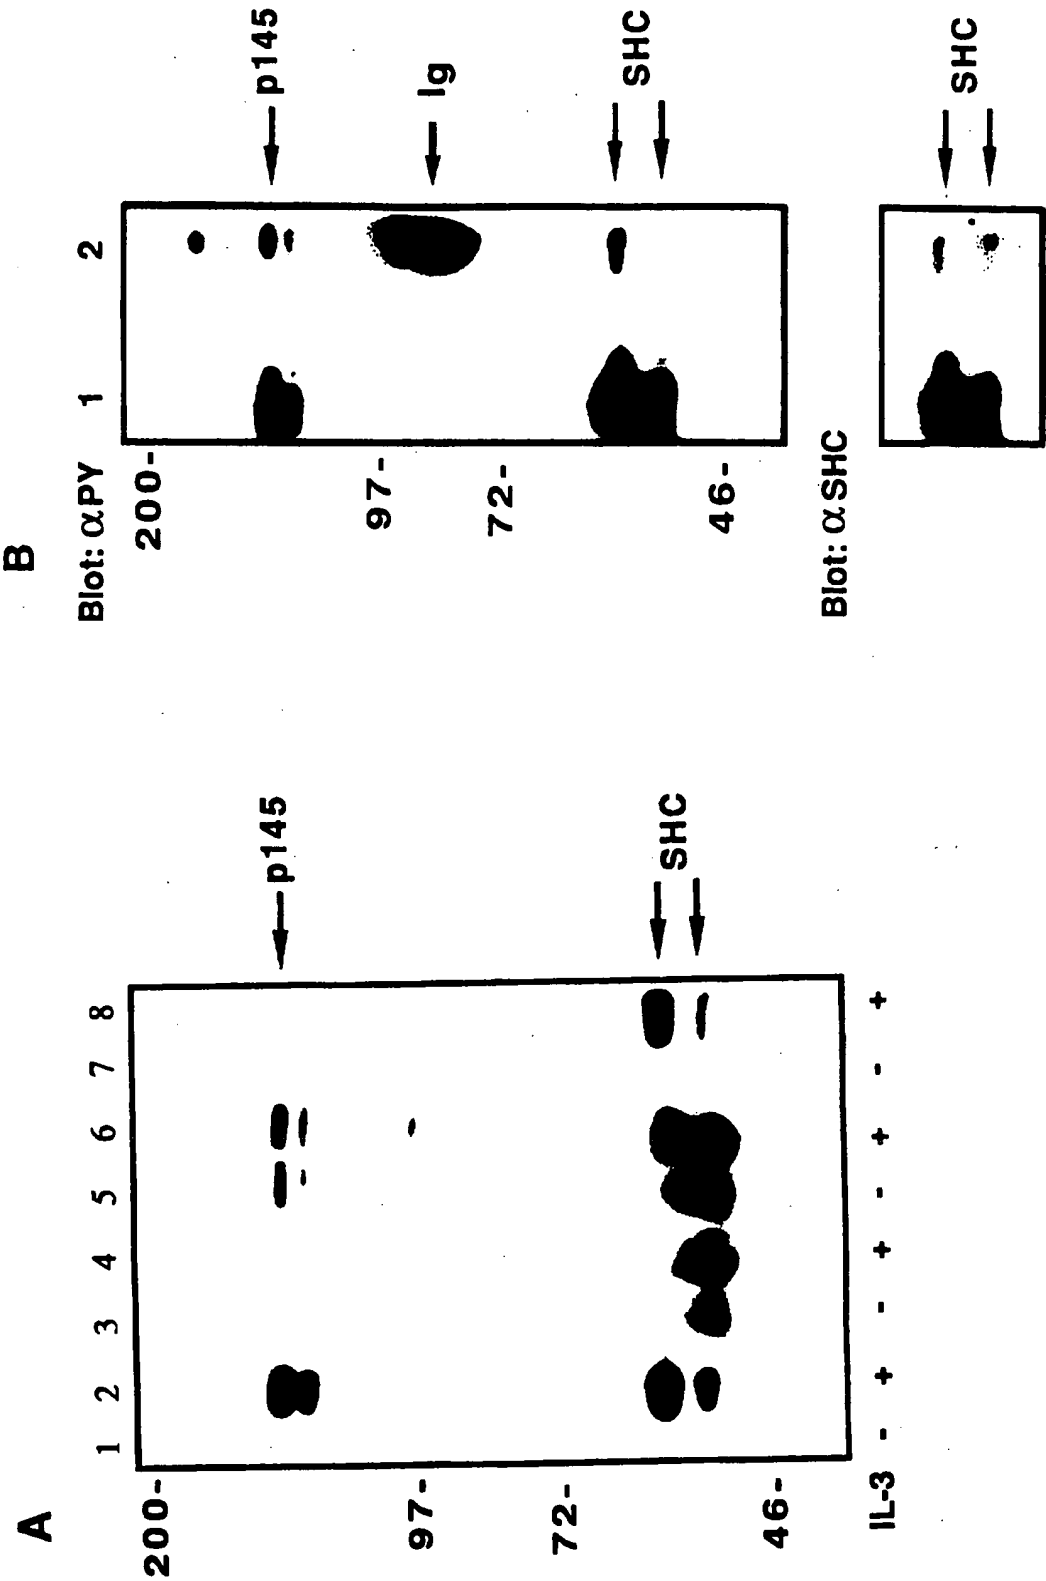 A
1 2 3 4 5 6 7 8
200-
97-
72-
46-
p145
SHC
IL-3 - + - + - + - +
B
Blot: αPY
1 2
200-
97-
72-
46-
p145
Ig
SHC
Blot: αSHC
SHC